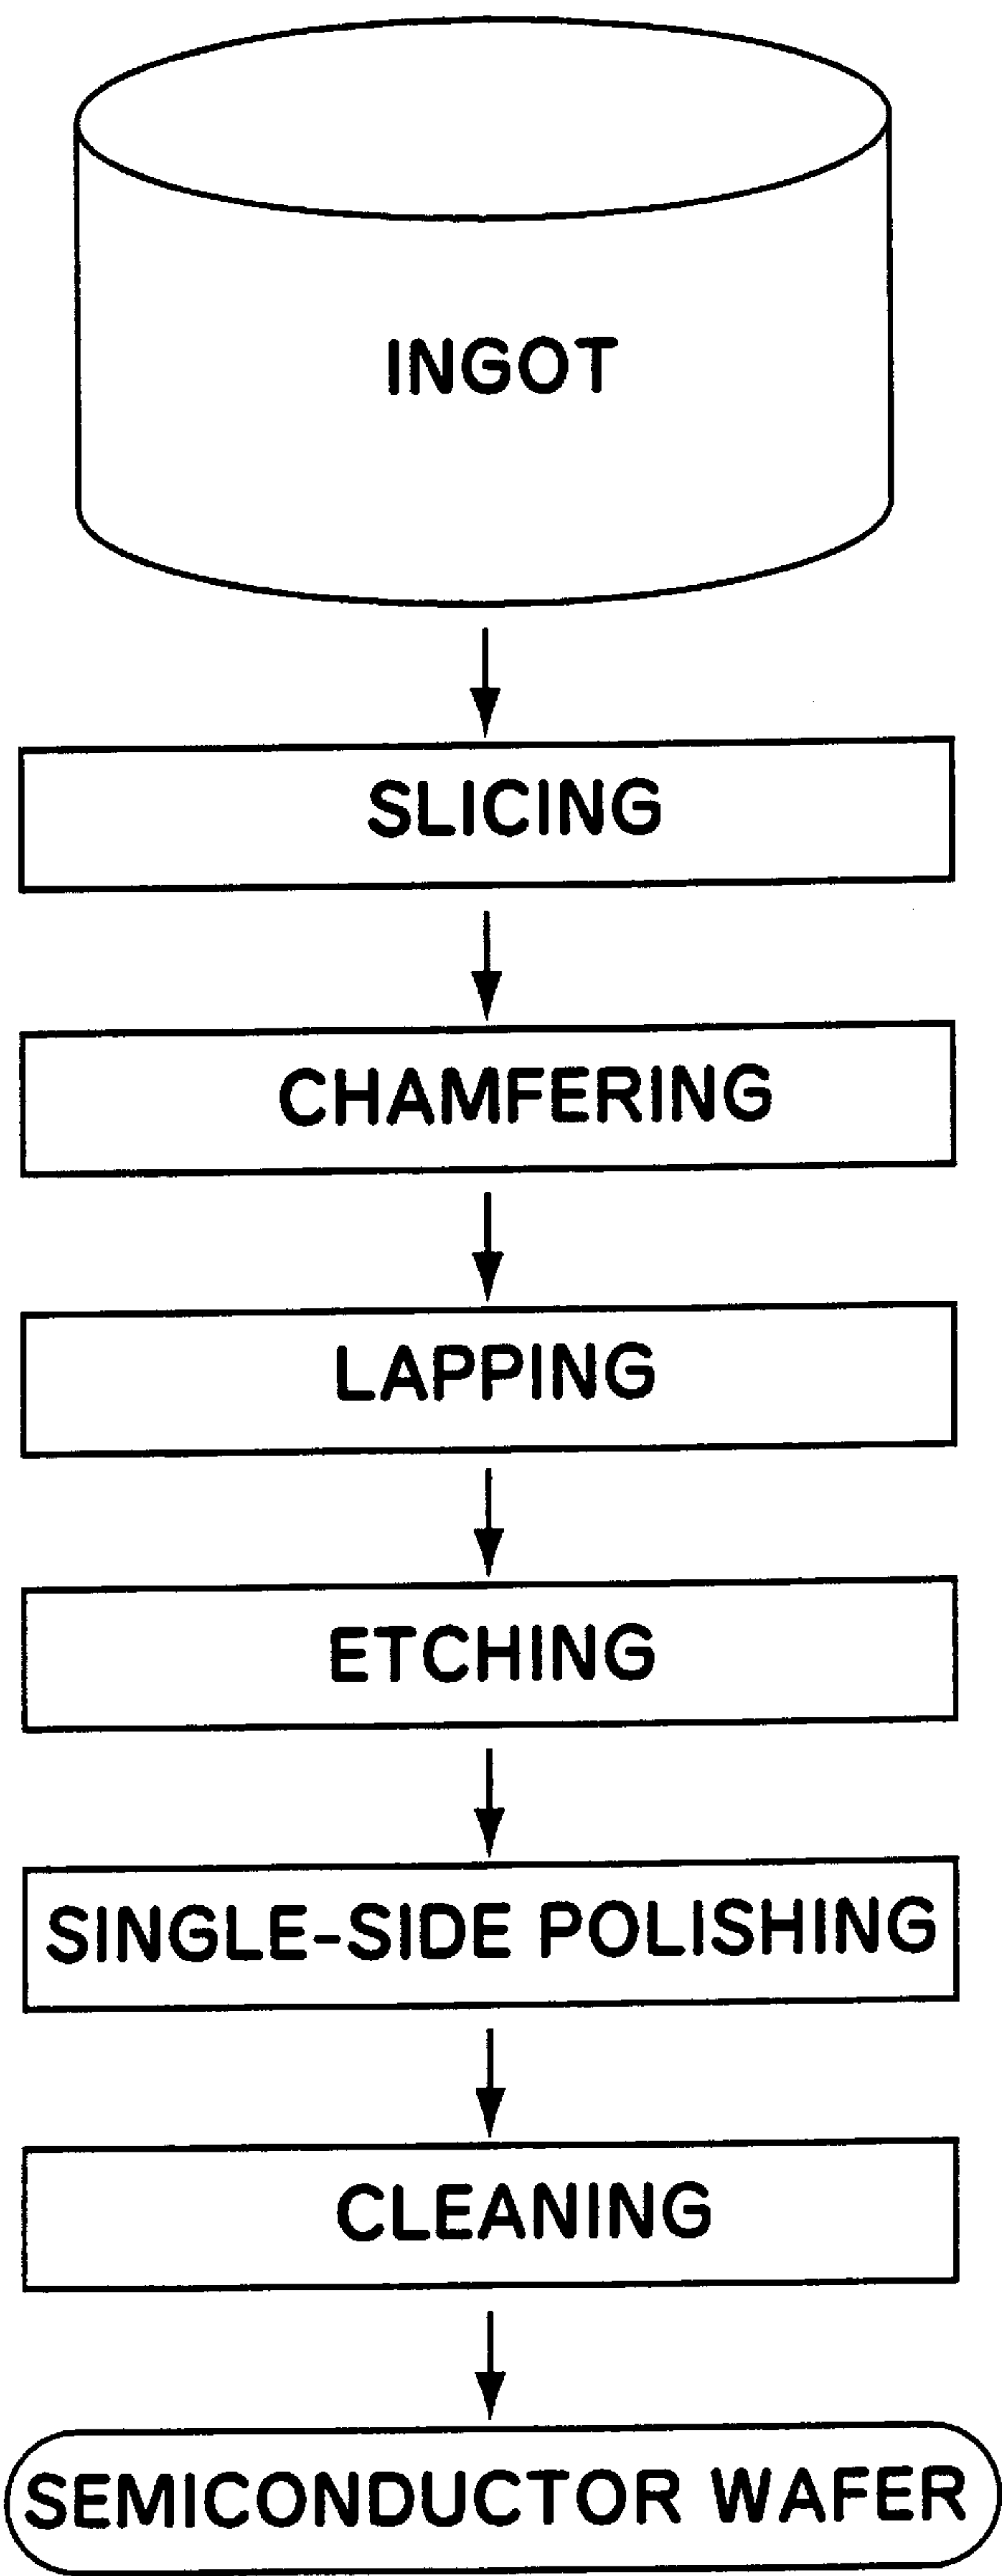 INGOT
SLICING
CHAMFERING
LAPPING
ETCHING
SINGLE-SIDE POLISHING
CLEANING
SEMICONDUCTOR WAFER